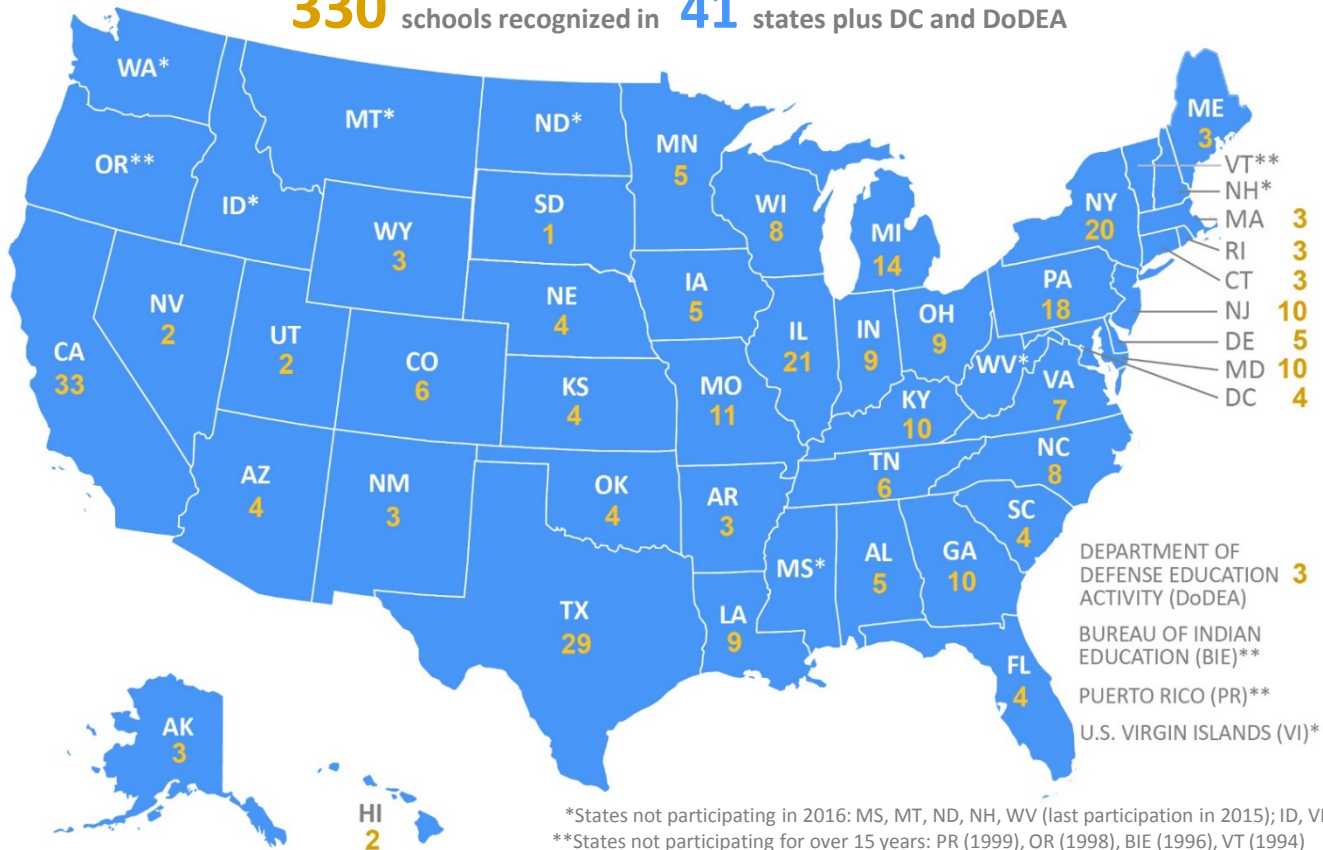 330 schools recognized in 41 states plus DC and DoDEA
WA*
MT*
ND*
MN
5
ME
3
OR**
ID*
WY
3
SD
1
WI
8
MI
14
NY
20
VT**
NH*
MA 3
RI 3
CT 3
NJ 10
DE 5
MD 10
DC 4
NV
2
UT
2
CO
6
NE
4
IA
5
IL
21
IN
9
OH
9
PA
18
CA
33
KS
4
MO
11
KY
10
WV*
VA
7
AZ
4
NM
3
OK
4
AR
3
TN
6
NC
8
SC
4
TX
29
LA
9
MS*
AL
5
GA
10
FL
4
DEPARTMENT OF
DEFENSE EDUCATION 3
ACTIVITY (DoDEA)
BUREAU OF INDIAN
EDUCATION (BIE)**
PUERTO RICO (PR)**
U.S. VIRGIN ISLANDS (VI)*
AK
3
HI
2
*States not participating in 2016: MS, MT, ND, NH, WV (last participation in 2015); ID, VI
**States not participating for over 15 years: PR (1999), OR (1998), BIE (1996), VT (1994)